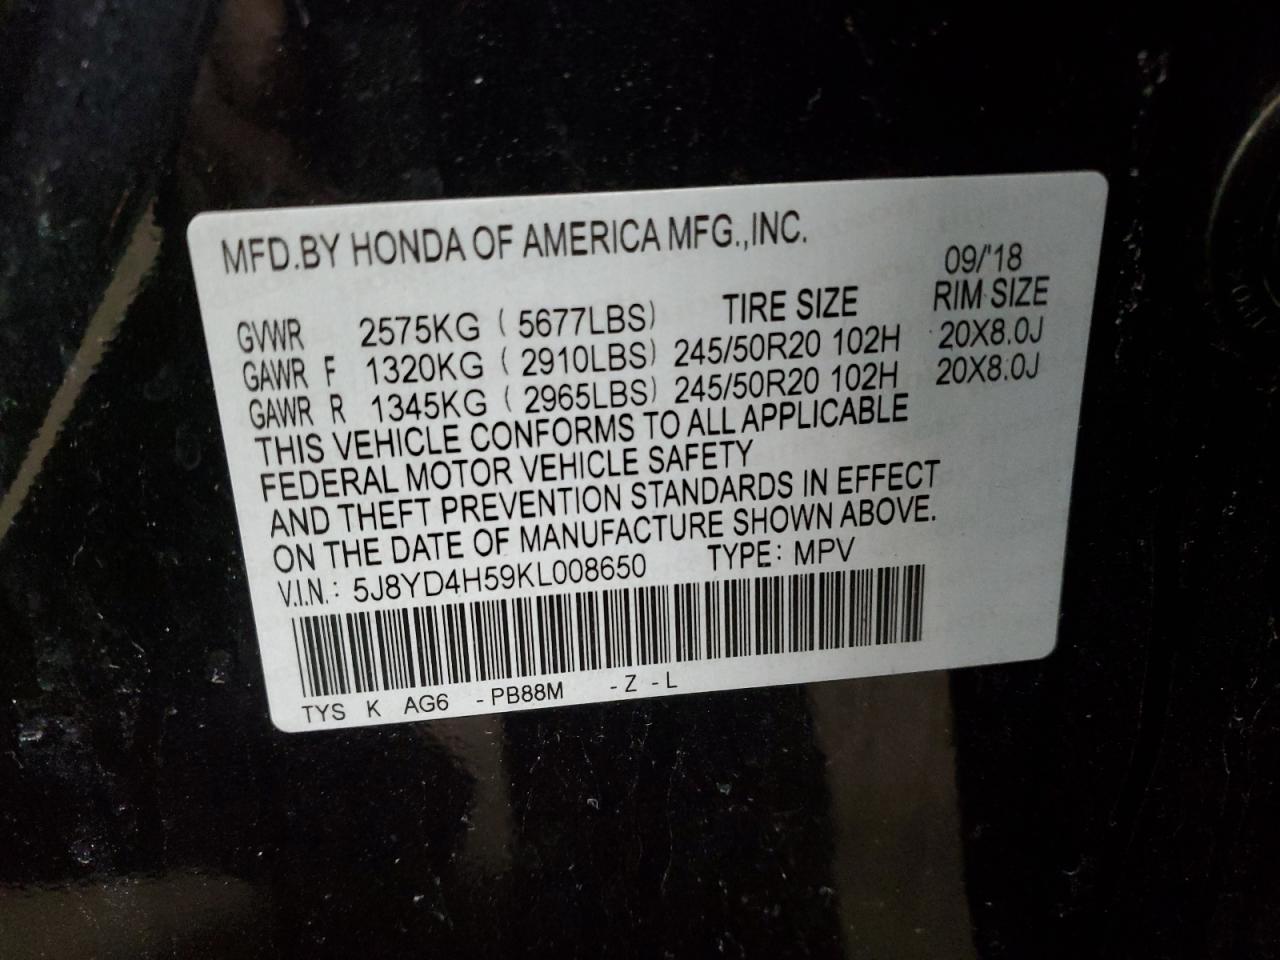 MFD.BY HONDA OF AMERICA MFG.,INC.
09/'18
TIRE SIZE RIM SIZE
GVWR 2575KG ( 5677LBS)
GAWR F 1320KG ( 2910LBS) 245/50R20 102H 20X8.0J
GAWR R 1345KG ( 2965LBS) 245/50R20 102H 20X8.0J
THIS VEHICLE CONFORMS TO ALL APPLICABLE
FEDERAL MOTOR VEHICLE SAFETY
AND THEFT PREVENTION STANDARDS IN EFFECT
ON THE DATE OF MANUFACTURE SHOWN ABOVE.
V.I.N.: 5J8YD4H59KL008650 TYPE: MPV
TYS K AG6 -PB88M -Z -L